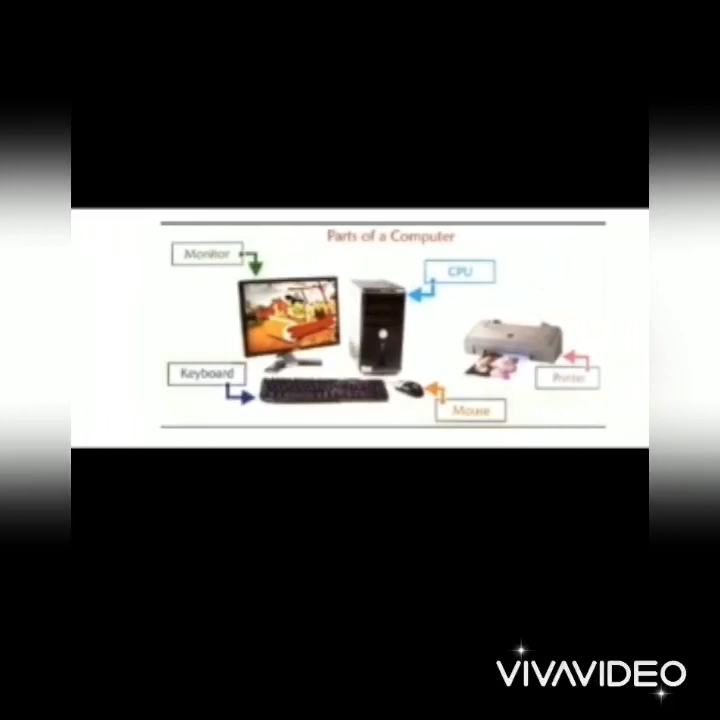 Parts of a Computer
Monitor
CPU
Keyboard
Printer
Mouse
VIVAVIDEO